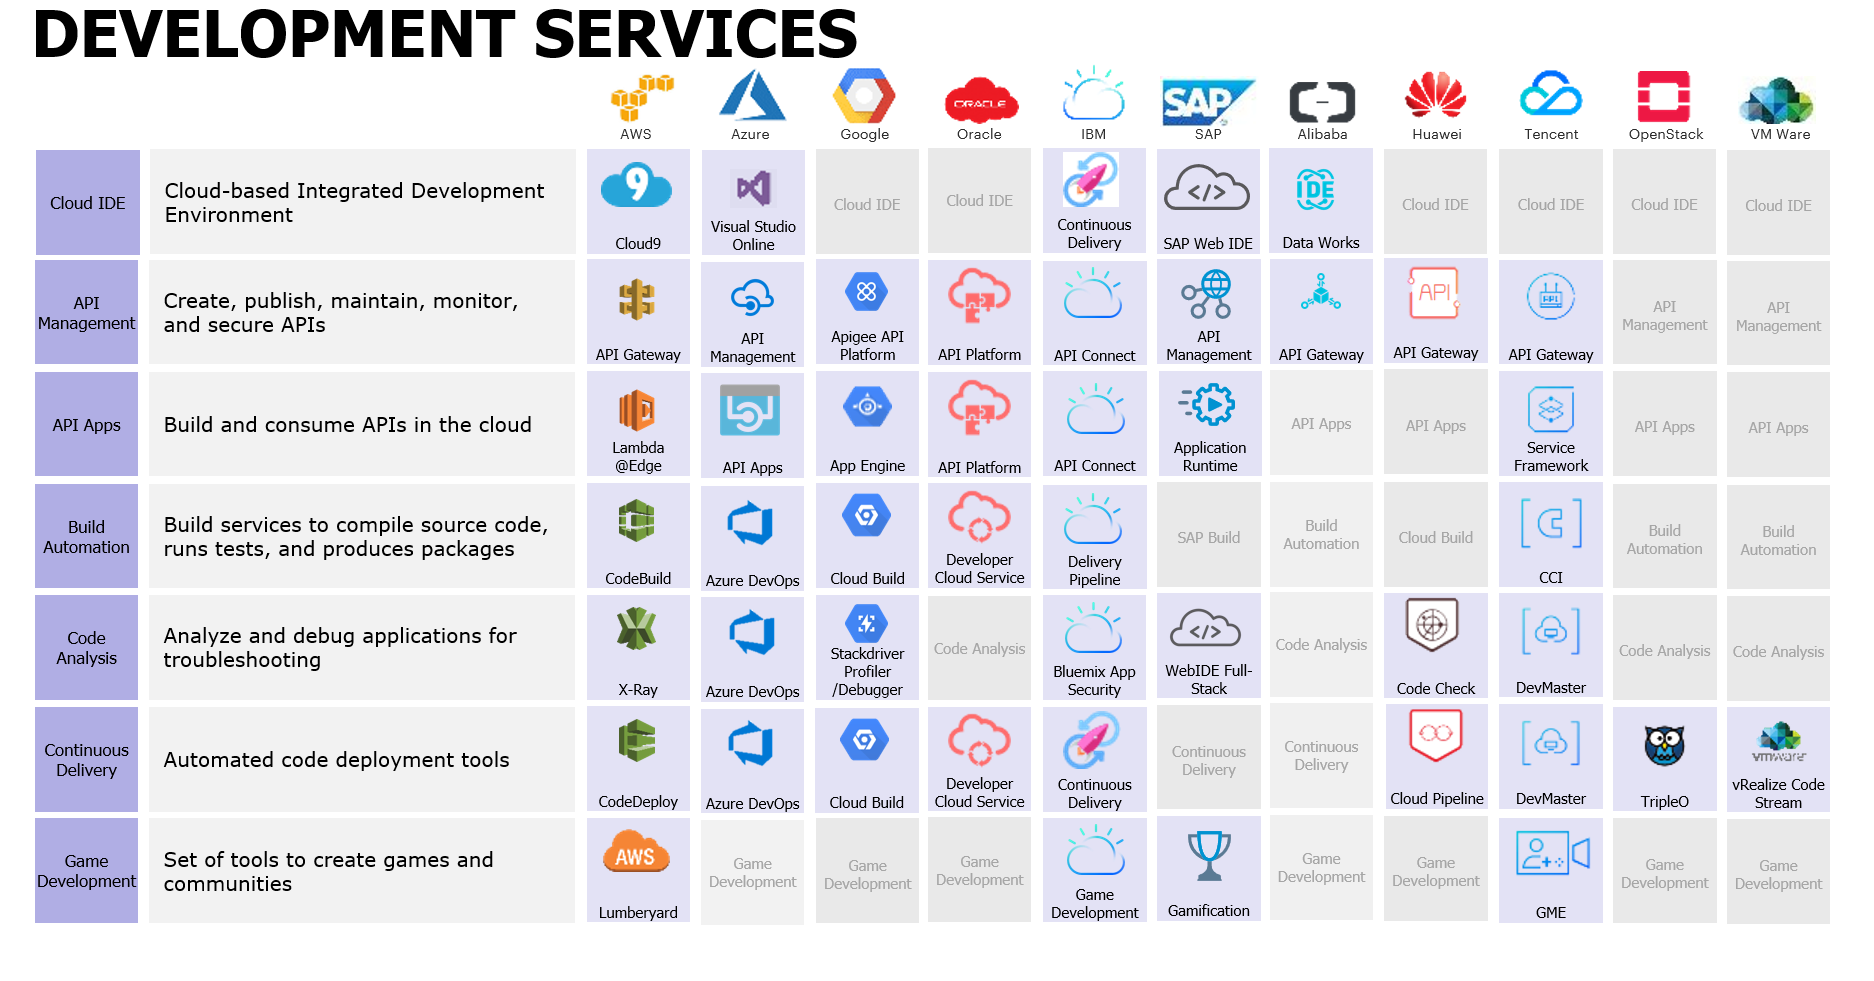 DEVELOPMENT SERVICES
ORACLE
SAP
AWS
Azure
Google
Oracle
IBM
SAP
Alibaba
Huawei
Tencent
OpenStack
VM Ware
Cloud IDE
Cloud-based Integrated Development
Environment
9
Cloud9
Visual Studio
Online
Cloud IDE
Cloud IDE
Continuous
Delivery
</>
SAP Web IDE
IDE
Data Works
Cloud IDE
Cloud IDE
Cloud IDE
Cloud IDE
API
Management
Create, publish, maintain, monitor,
and secure APIs
API Gateway
API
Management
Apigee API
Platform
API Platform
API Connect
API
Management
API Gateway
API
API Gateway
API
API Gateway
API
Management
API
Management
API Apps
Build and consume APIs in the cloud
Lambda
@Edge
API Apps
App Engine
API Platform
API Connect
Application
Runtime
API Apps
API Apps
Service
Framework
API Apps
API Apps
Build
Automation
Build services to compile source code,
runs tests, and produces packages
CodeBuild
Azure DevOps
Cloud Build
Developer
Cloud Service
Delivery
Pipeline
SAP Build
Build
Automation
Cloud Build
CCI
Build
Automation
Build
Automation
Code
Analysis
Analyze and debug applications for
troubleshooting
X-Ray
Azure DevOps
Stackdriver
Profiler
/Debugger
Code Analysis
Bluemix App
Security
</>
WebIDE Full-
Stack
Code Analysis
Code Check
DevMaster
Code Analysis
Code Analysis
Continuous
Delivery
Automated code deployment tools
CodeDeploy
Azure DevOps
Cloud Build
Developer
Cloud Service
Continuous
Delivery
Continuous
Delivery
Continuous
Delivery
Cloud Pipeline
DevMaster
TripleO
vmware
vRealize Code
Stream
Game
Development
Set of tools to create games and
communities
AWS
Lumberyard
Game
Development
Game
Development
Game
Development
Game
Development
Gamification
Game
Development
Game
Development
GME
Game
Development
Game
Development